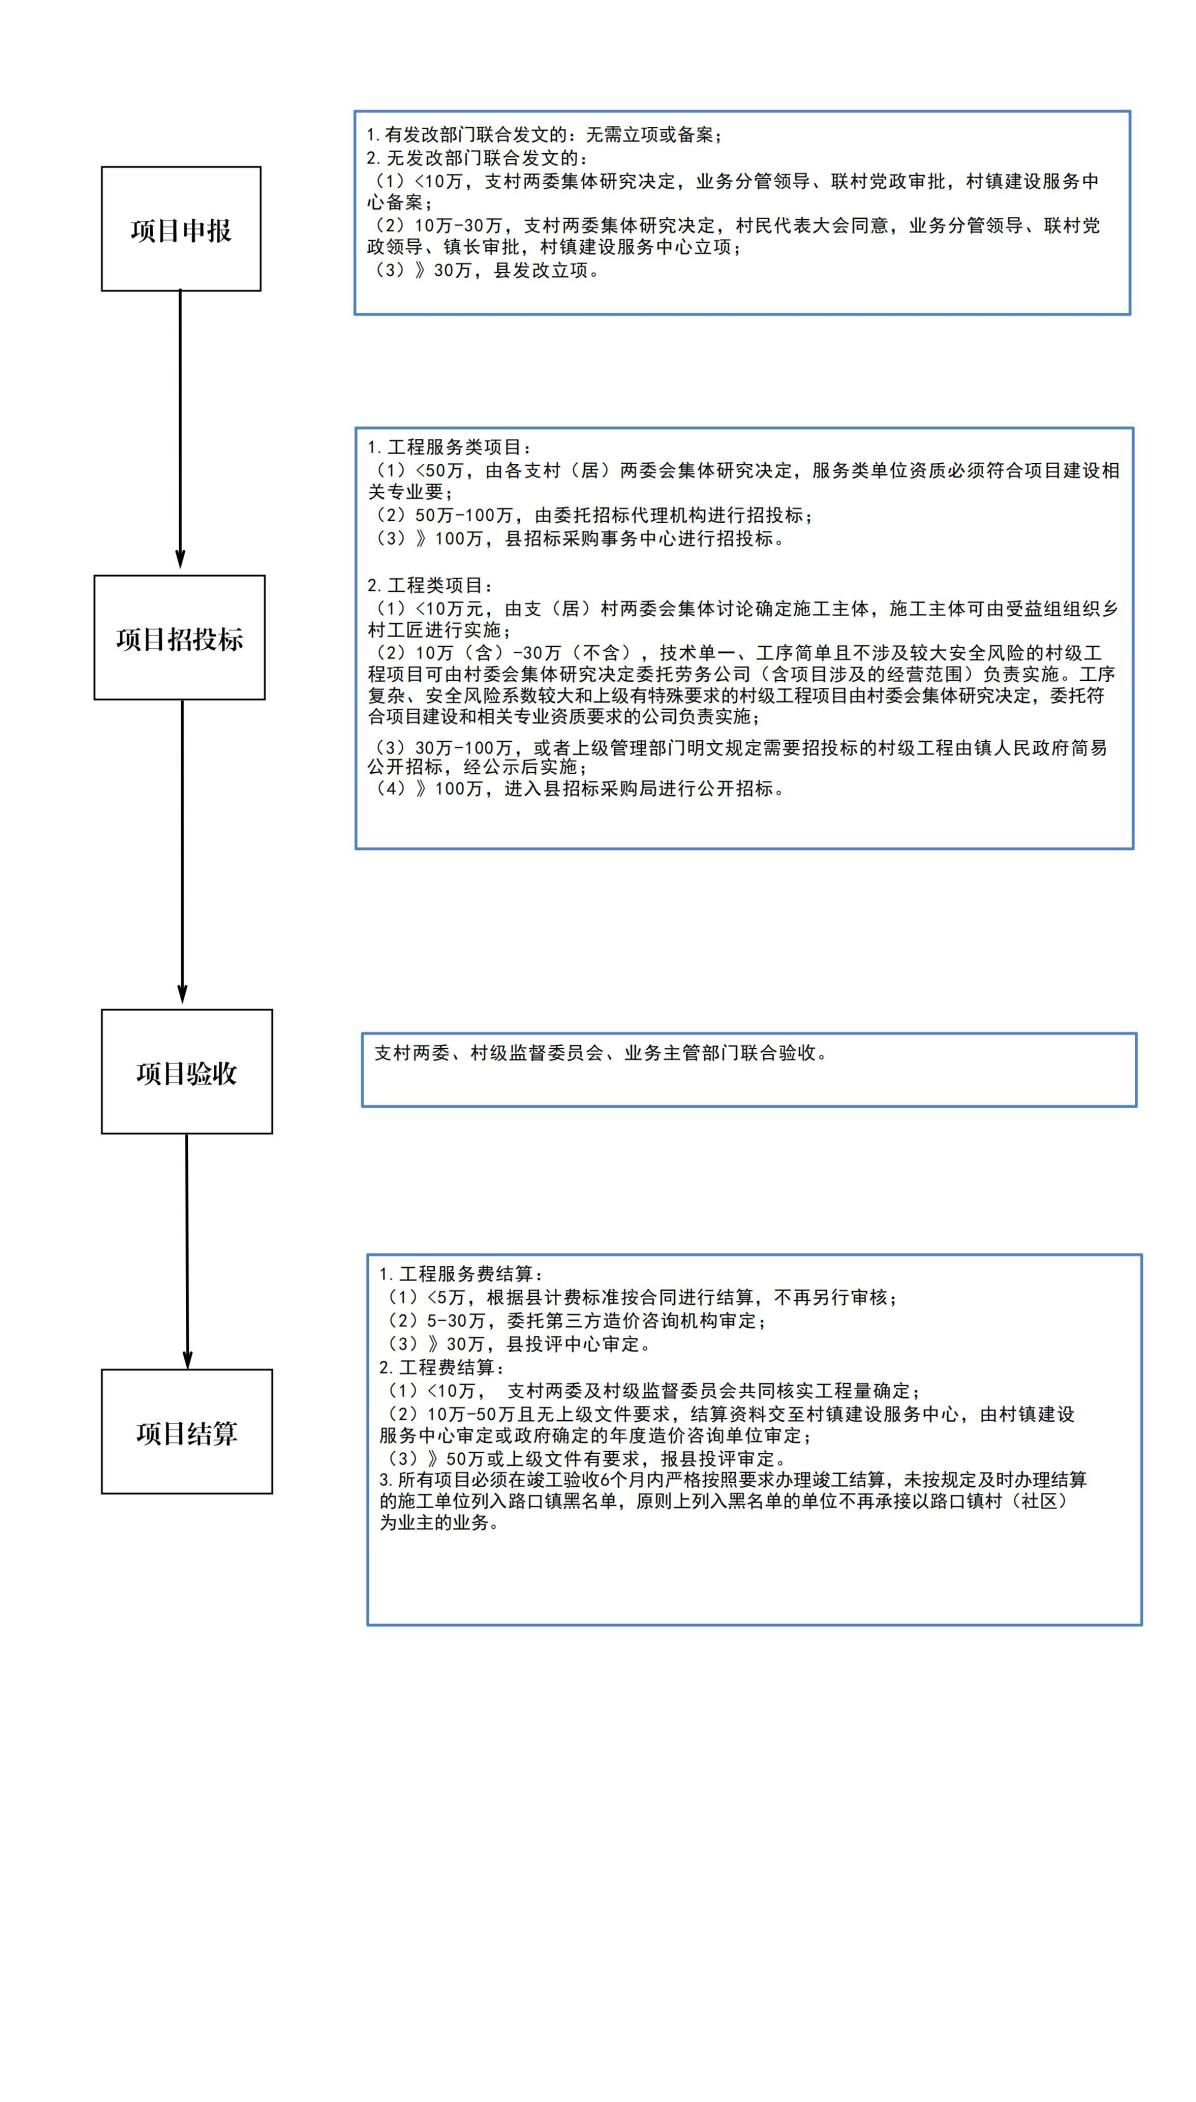 项目申报
1.有发改部门联合发文的：无需立项或备案；
2.无发改部门联合发文的：
（1）<10万，支村两委集体研究决定，业务分管领导、联村党政审批，村镇建设服务中
心备案；
（2）10万-30万，支村两委集体研究决定，村民代表大会同意，业务分管领导、联村党
政领导、镇长审批，村镇建设服务中心立项；
（3）》30万，县发改立项。
项目招投标
1.工程服务类项目：
（1）<50万，由各支村（居）两委会集体研究决定，服务类单位资质必须符合项目建设相
关专业要；
（2）50万-100万，由委托招标代理机构进行招投标；
（3）》100万，县招标采购事务中心进行招投标。
2.工程类项目：
（1）<10万元，由支（居）村两委会集体讨论确定施工主体，施工主体可由受益组组织乡
村工匠进行实施；
（2）10万（含）-30万（不含），技术单一、工序简单且不涉及较大安全风险的村级工
程项目可由村委会集体研究决定委托劳务公司（含项目涉及的经营范围）负责实施。工序
复杂、安全风险系数较大和上级有特殊要求的村级工程项目由村委会集体研究决定，委托符
合项目建设和相关专业资质要求的公司负责实施；
（3）30万-100万，或者上级管理部门明文规定需要招投标的村级工程由镇人民政府简易
公开招标，经公示后实施；
（4）》100万，进入县招标采购局进行公开招标。
项目验收
支村两委、村级监督委员会、业务主管部门联合验收。
项目结算
1.工程服务费结算：
（1）<5万，根据县计费标准按合同进行结算，不再另行审核；
（2）5-30万，委托第三方造价咨询机构审定；
（3）》30万，县投评中心审定。
2.工程费结算：
（1）<10万， 支村两委及村级监督委员会共同核实工程量确定；
（2）10万-50万且无上级文件要求，结算资料交至村镇建设服务中心，由村镇建设
服务中心审定或政府确定的年度造价咨询单位审定；
（3）》50万或上级文件有要求，报县投评审定。
3.所有项目必须在竣工验收6个月内严格按照要求办理竣工结算，未按规定及时办理结算
的施工单位列入路口镇黑名单，原则上列入黑名单的单位不再承接以路口镇村（社区）
为业主的业务。